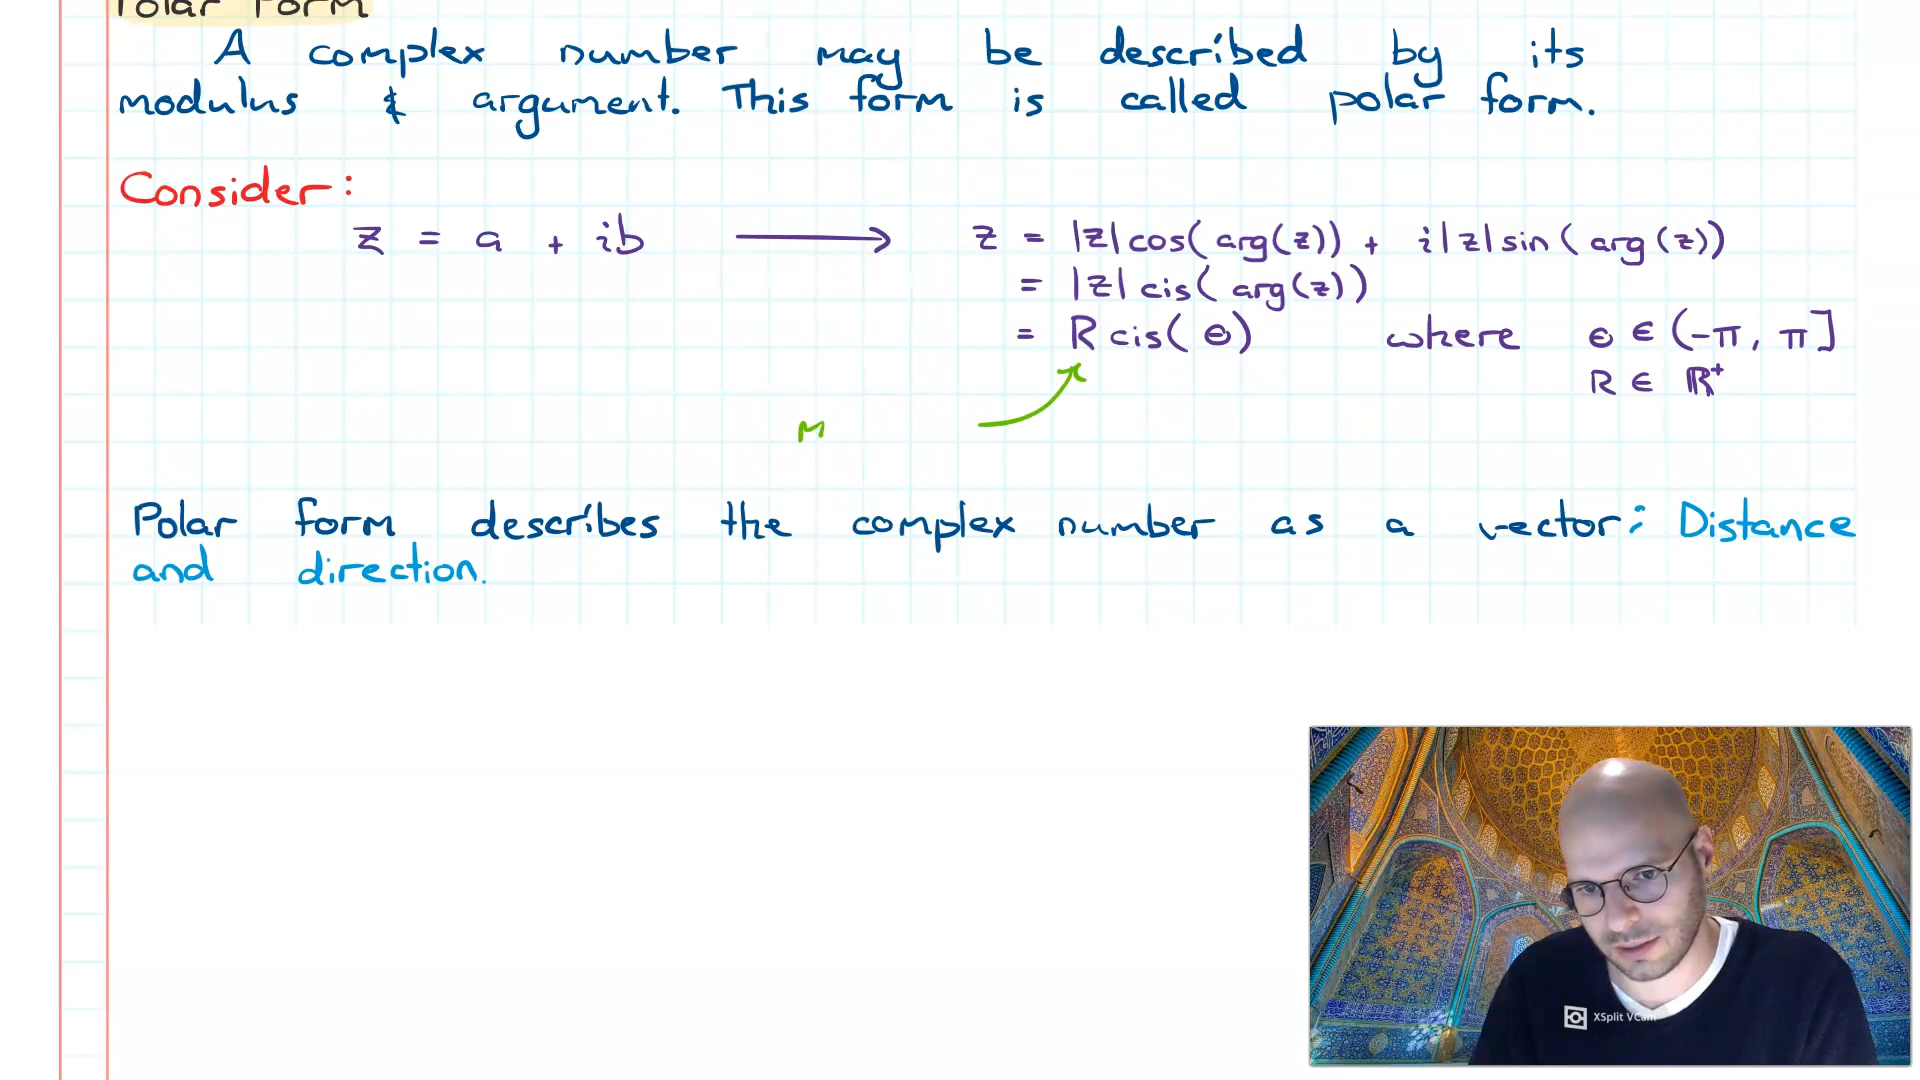 Polar Form
A complex number may be described by its
modulus & argument. This form is called polar form.
Consider:
z = a + ib ⟶ z = |z|cos(arg(z)) + i|z|sin(arg(z))
= |z|cis(arg(z))
= R cis(θ) where θ ∈ (-π, π]
R ∈ ℝ⁺
M
Polar form describes the complex number as a vector: Distance
and direction.
XSplit VCam